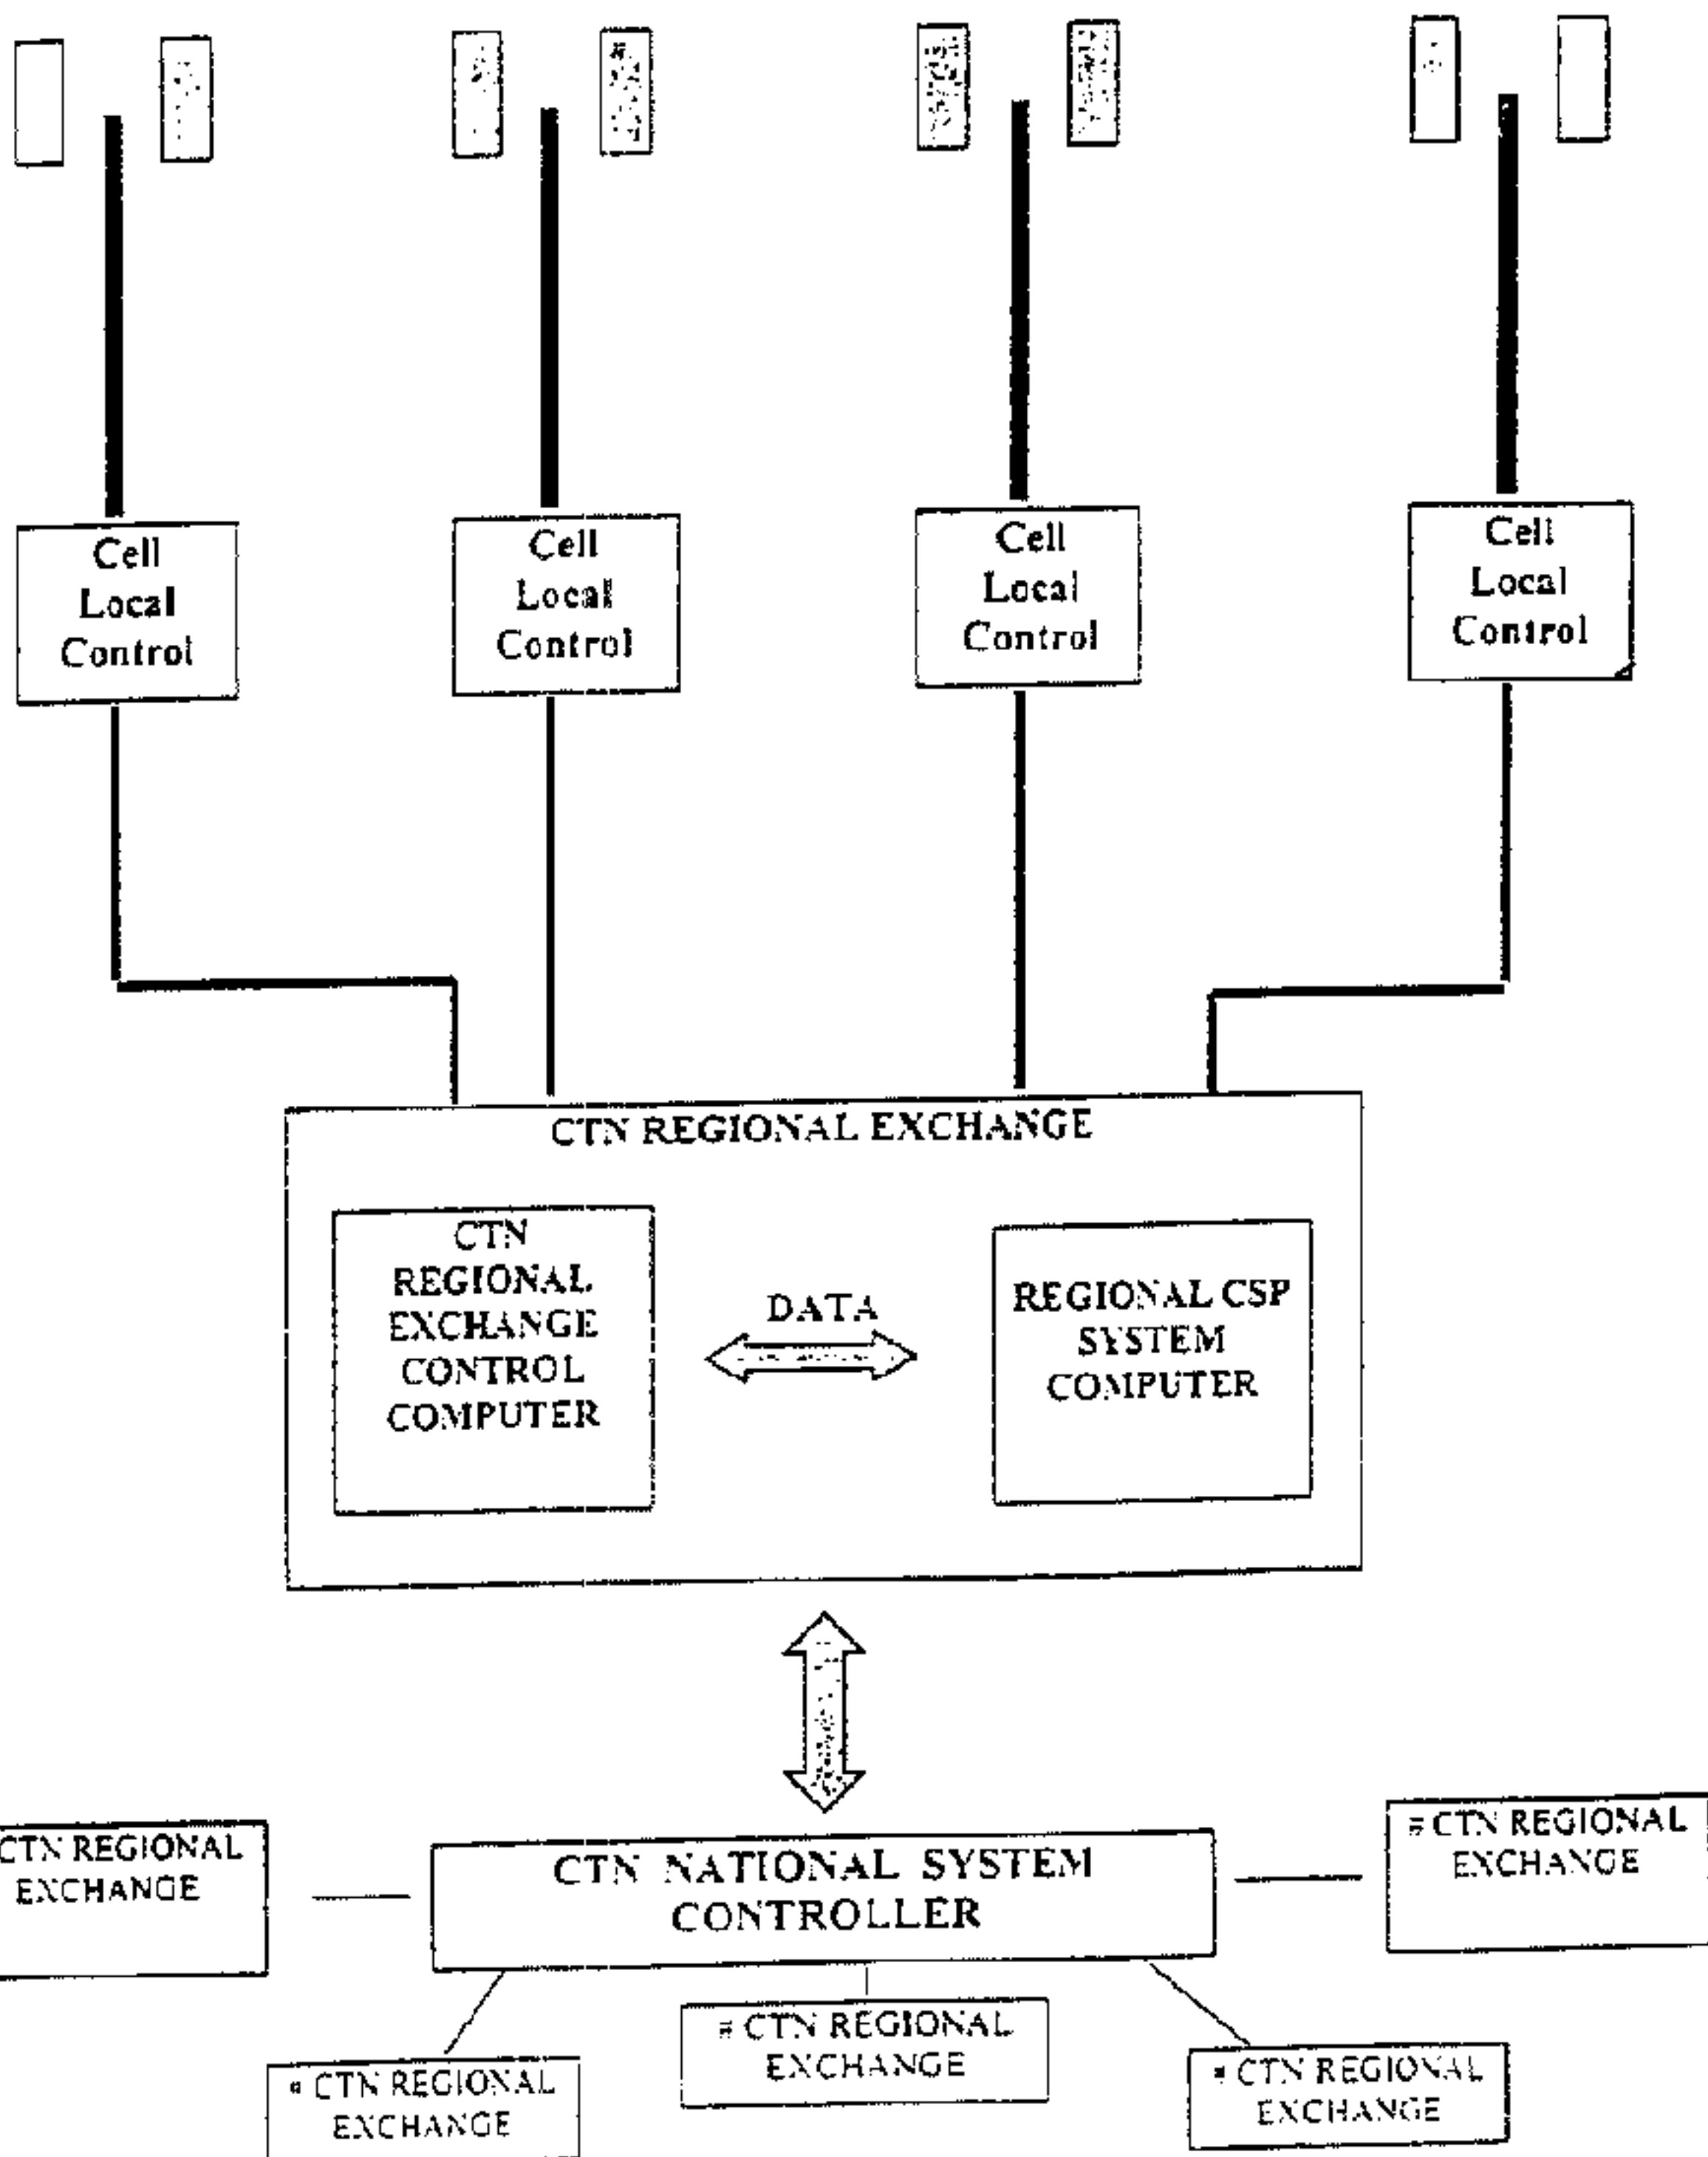 Cell
Local
Control
Cell
Local
Control
Cell
Local
Control
Cell
Local
Control
CTN REGIONAL EXCHANGE
CTN
REGIONAL
EXCHANGE
CONTROL
COMPUTER
DATA
REGIONAL CSP
SYSTEM
COMPUTER
CTN REGIONAL
EXCHANGE
CTN NATIONAL SYSTEM
CONTROLLER
CTN REGIONAL
EXCHANGE
CTN REGIONAL
EXCHANGE
CTN REGIONAL
EXCHANGE
CTN REGIONAL
EXCHANGE